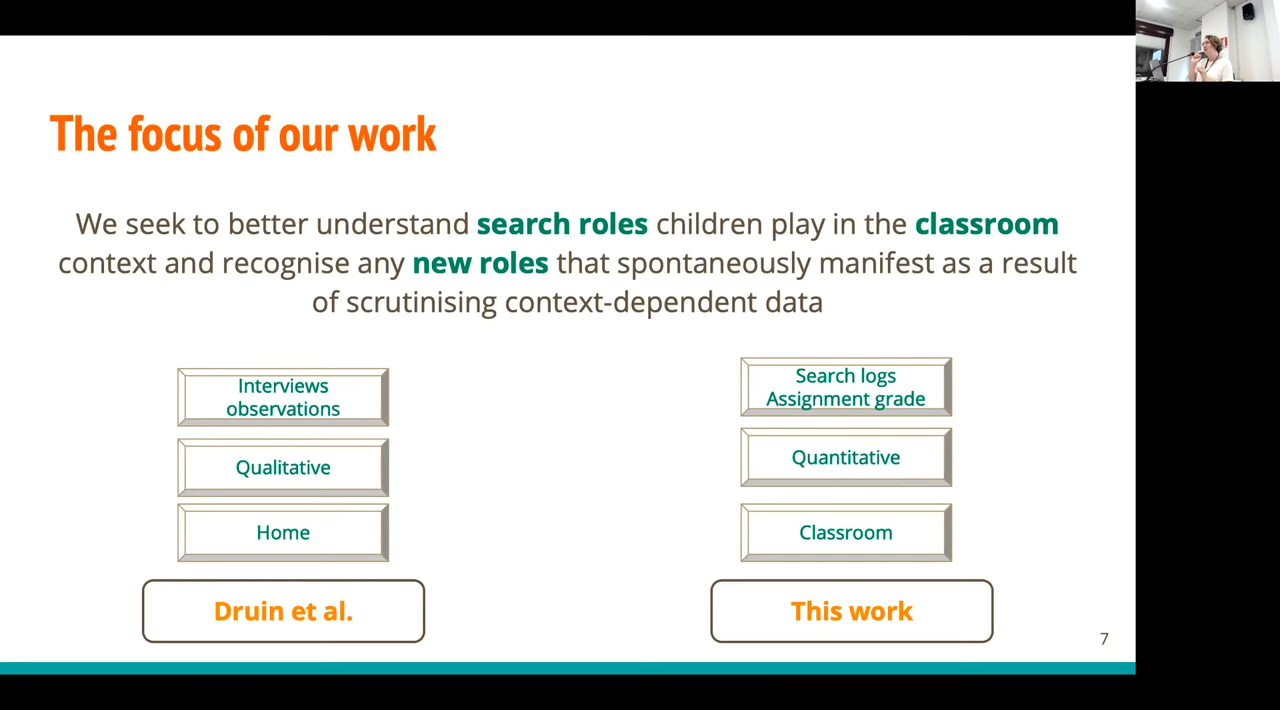 The focus of our work
We seek to better understand search roles children play in the classroom
context and recognise any new roles that spontaneously manifest as a result
of scrutinising context-dependent data
Interviews
observations
Qualitative
Home
Druin et al.
Search logs
Assignment grade
Quantitative
Classroom
This work
7